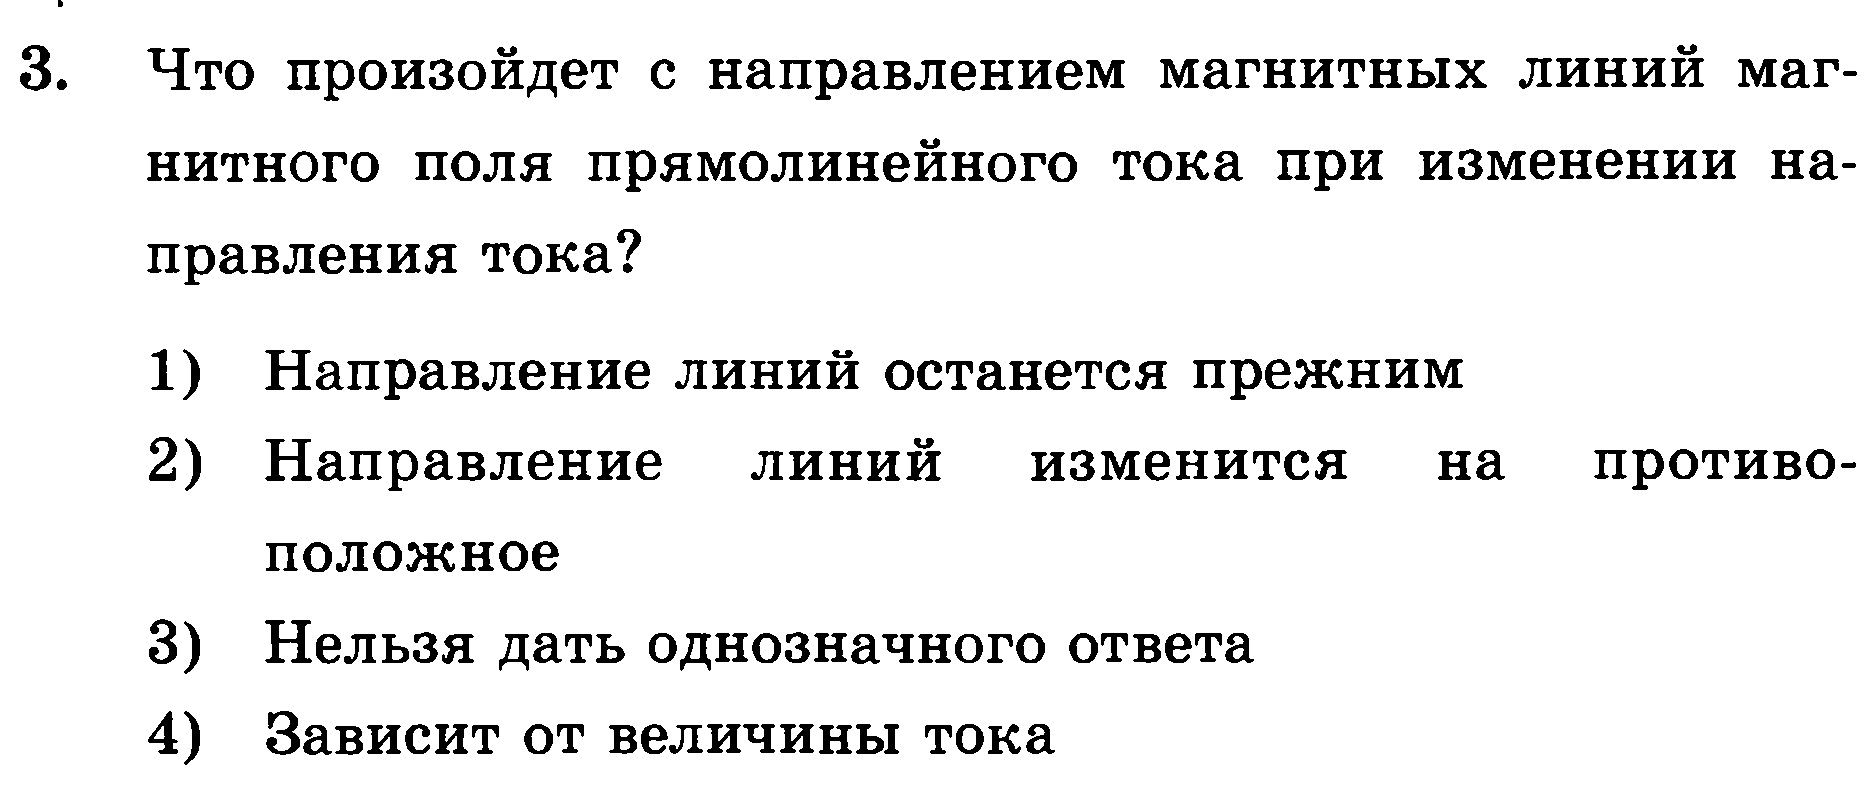 3. Что произойдет с направлением магнитных линий маг-
нитного поля прямолинейного тока при изменении на-
правления тока?
1) Направление линий останется прежним
2) Направление линий изменится на противо-
положное
3) Нельзя дать однозначного ответа
4) Зависит от величины тока